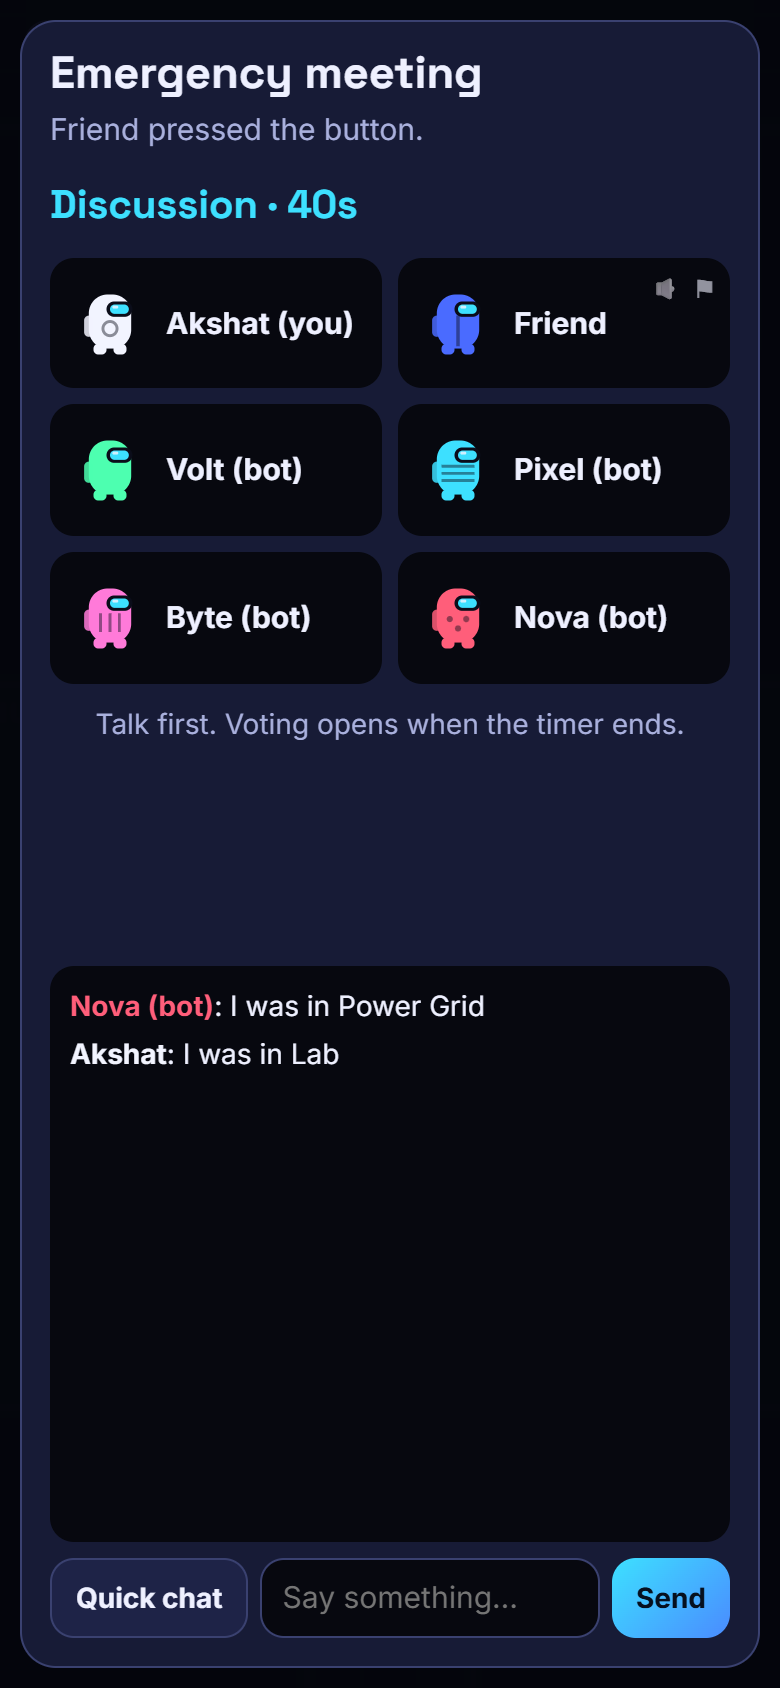 Emergency meeting
Friend pressed the button.
Discussion · 40s
Akshat (you)
Friend
Volt (bot)
Pixel (bot)
Byte (bot)
Nova (bot)
Talk first. Voting opens when the timer ends.
Nova (bot): I was in Power Grid
Akshat: I was in Lab
Quick chat
Say something...
Send